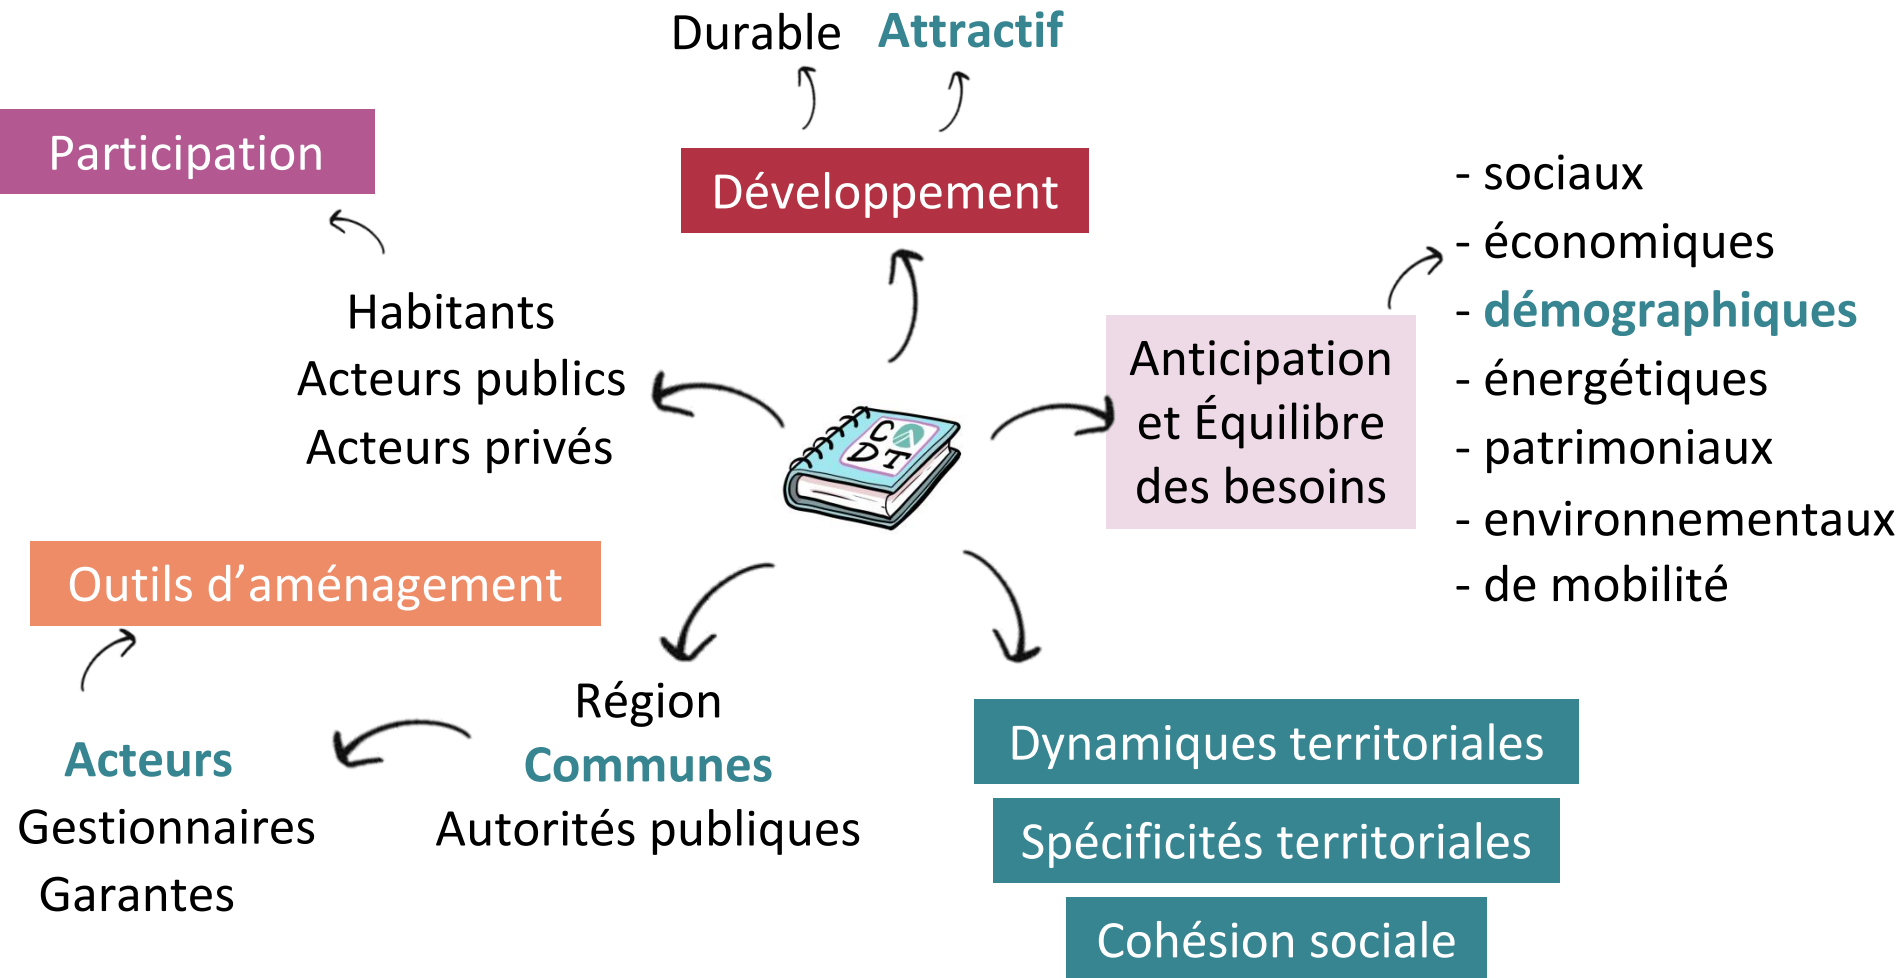 Durable Attractif
Participation
Développement
- sociaux
- économiques
- démographiques
- énergétiques
- patrimoniaux
- environnementaux
- de mobilité
Habitants
Acteurs publics
Acteurs privés
Anticipation
et Équilibre
des besoins
C
DT
Outils d’aménagement
Région
Communes
Autorités publiques
Acteurs
Gestionnaires
Garantes
Dynamiques territoriales
Spécificités territoriales
Cohésion sociale